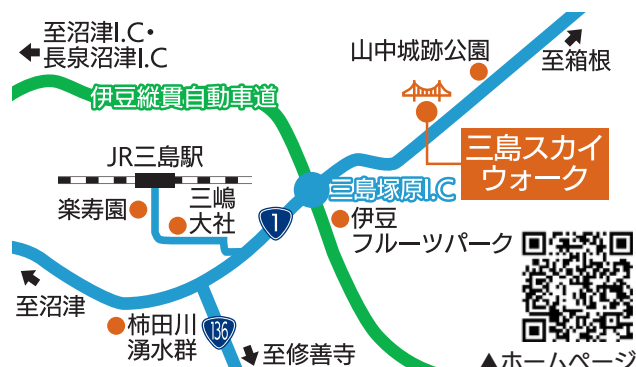 至沼津I.C・
長泉沼津I.C
山中城跡公園
至箱根
伊豆縦貫自動車道
三島スカイ
ウォーク
JR三島駅
三島塚原I.C
楽寿園
三嶋
大社
1
伊豆
フルーツパーク
至沼津
柿田川
湧水群
136
至修善寺
▲ホームページ